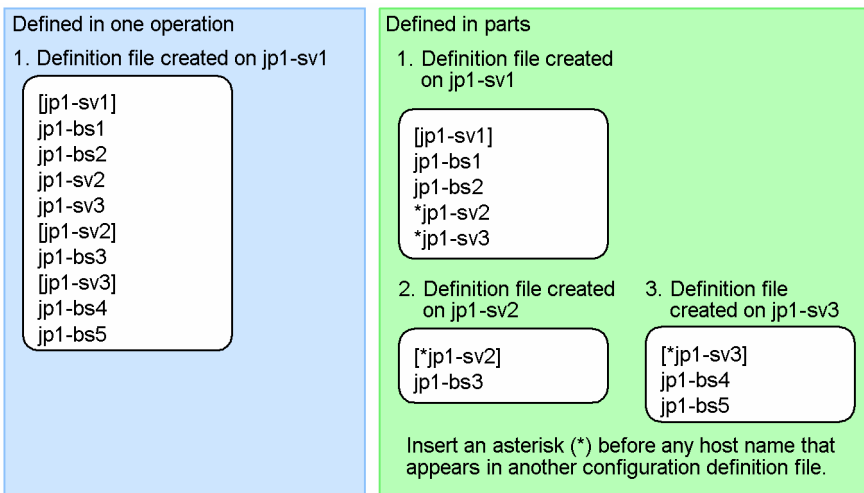 Defined in one operation
1. Definition file created on jp1-sv1
[jp1-sv1]
jp1-bs1
jp1-bs2
jp1-sv2
jp1-sv3
[jp1-sv2]
jp1-bs3
[jp1-sv3]
jp1-bs4
jp1-bs5
Defined in parts
1. Definition file created
on jp1-sv1
[jp1-sv1]
jp1-bs1
jp1-bs2
*jp1-sv2
*jp1-sv3
2. Definition file created
on jp1-sv2
[*jp1-sv2]
jp1-bs3
3. Definition file
created on jp1-sv3
[*jp1-sv3]
jp1-bs4
jp1-bs5
Insert an asterisk (*) before any host name that
appears in another configuration definition file.